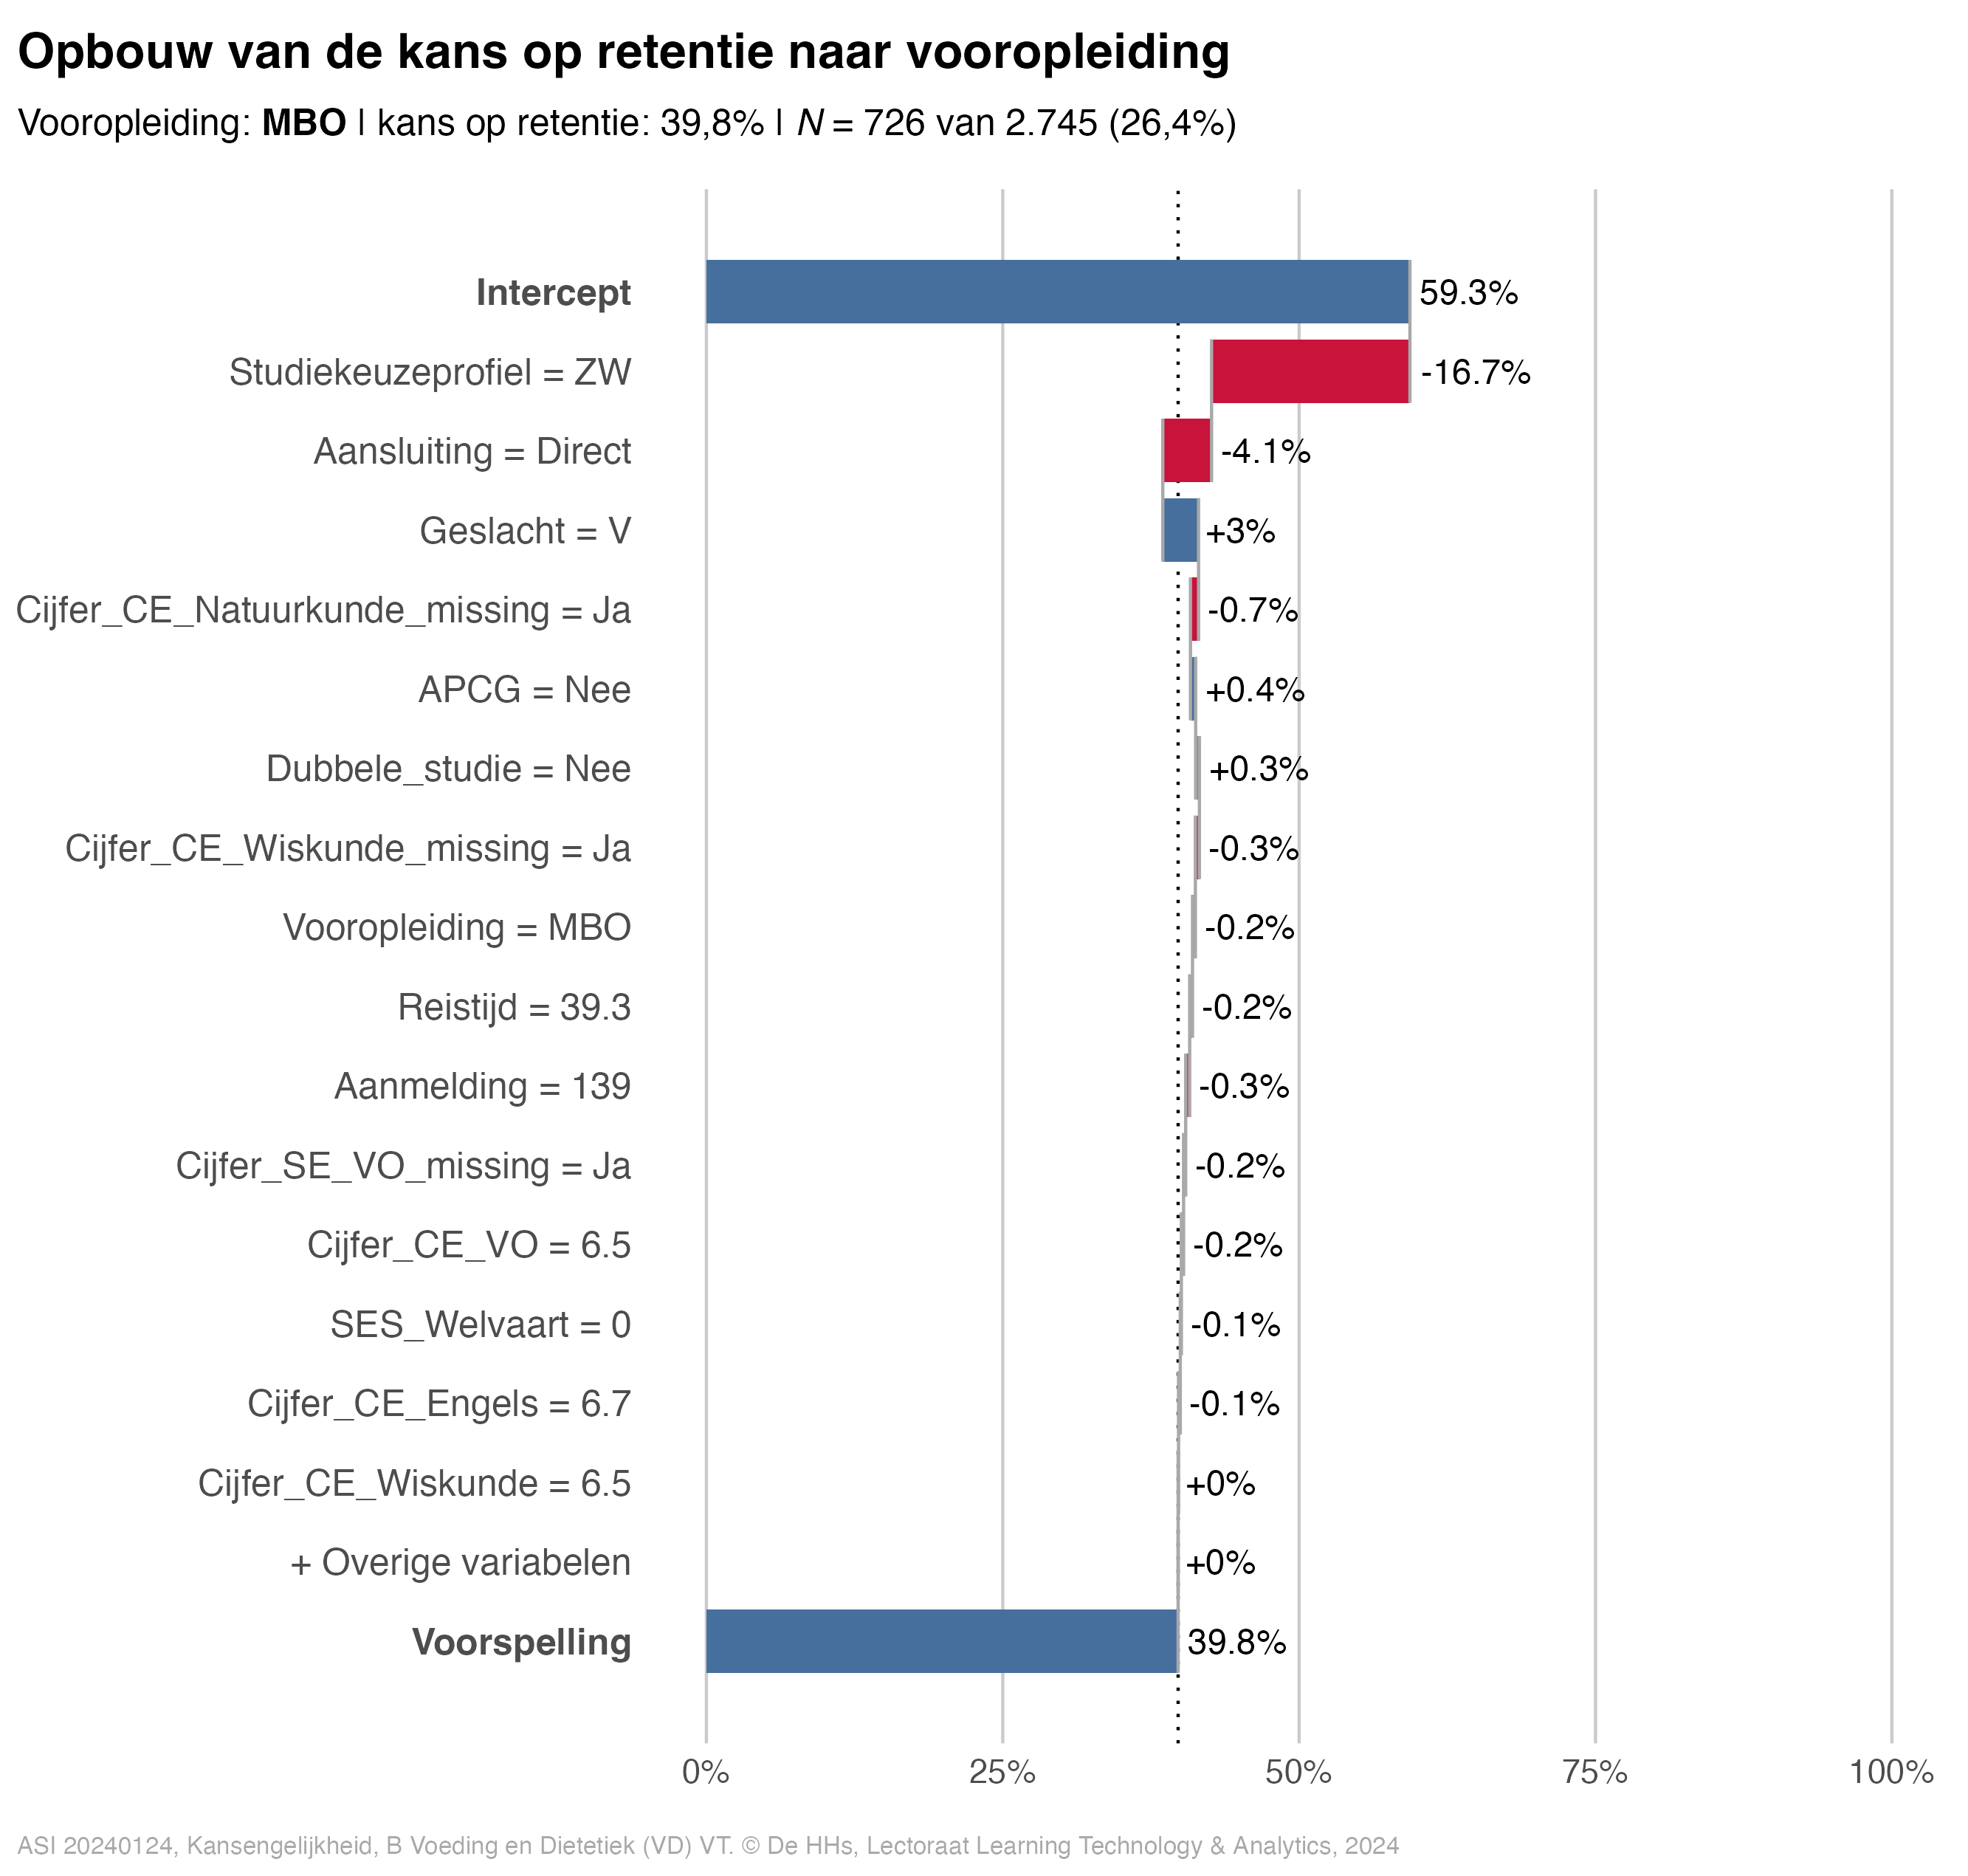 Opbouw van de kans op retentie naar vooropleiding
Vooropleiding: MBO | kans op retentie: 39,8% | N = 726 van 2.745 (26,4%)
Intercept 59.3%
Studiekeuzeprofiel = ZW -16.7%
Aansluiting = Direct -4.1%
Geslacht = V +3%
Cijfer_CE_Natuurkunde_missing = Ja -0.7%
APCG = Nee +0.4%
Dubbele_studie = Nee +0.3%
Cijfer_CE_Wiskunde_missing = Ja -0.3%
Vooropleiding = MBO -0.2%
Reistijd = 39.3 -0.2%
Aanmelding = 139 -0.3%
Cijfer_SE_VO_missing = Ja -0.2%
Cijfer_CE_VO = 6.5 -0.2%
SES_Welvaart = 0 -0.1%
Cijfer_CE_Engels = 6.7 -0.1%
Cijfer_CE_Wiskunde = 6.5 +0%
+ Overige variabelen +0%
Voorspelling 39.8%
0% 25% 50% 75% 100%
ASI 20240124, Kansengelijkheid, B Voeding en Dietetiek (VD) VT. © De HHs, Lectoraat Learning Technology & Analytics, 2024